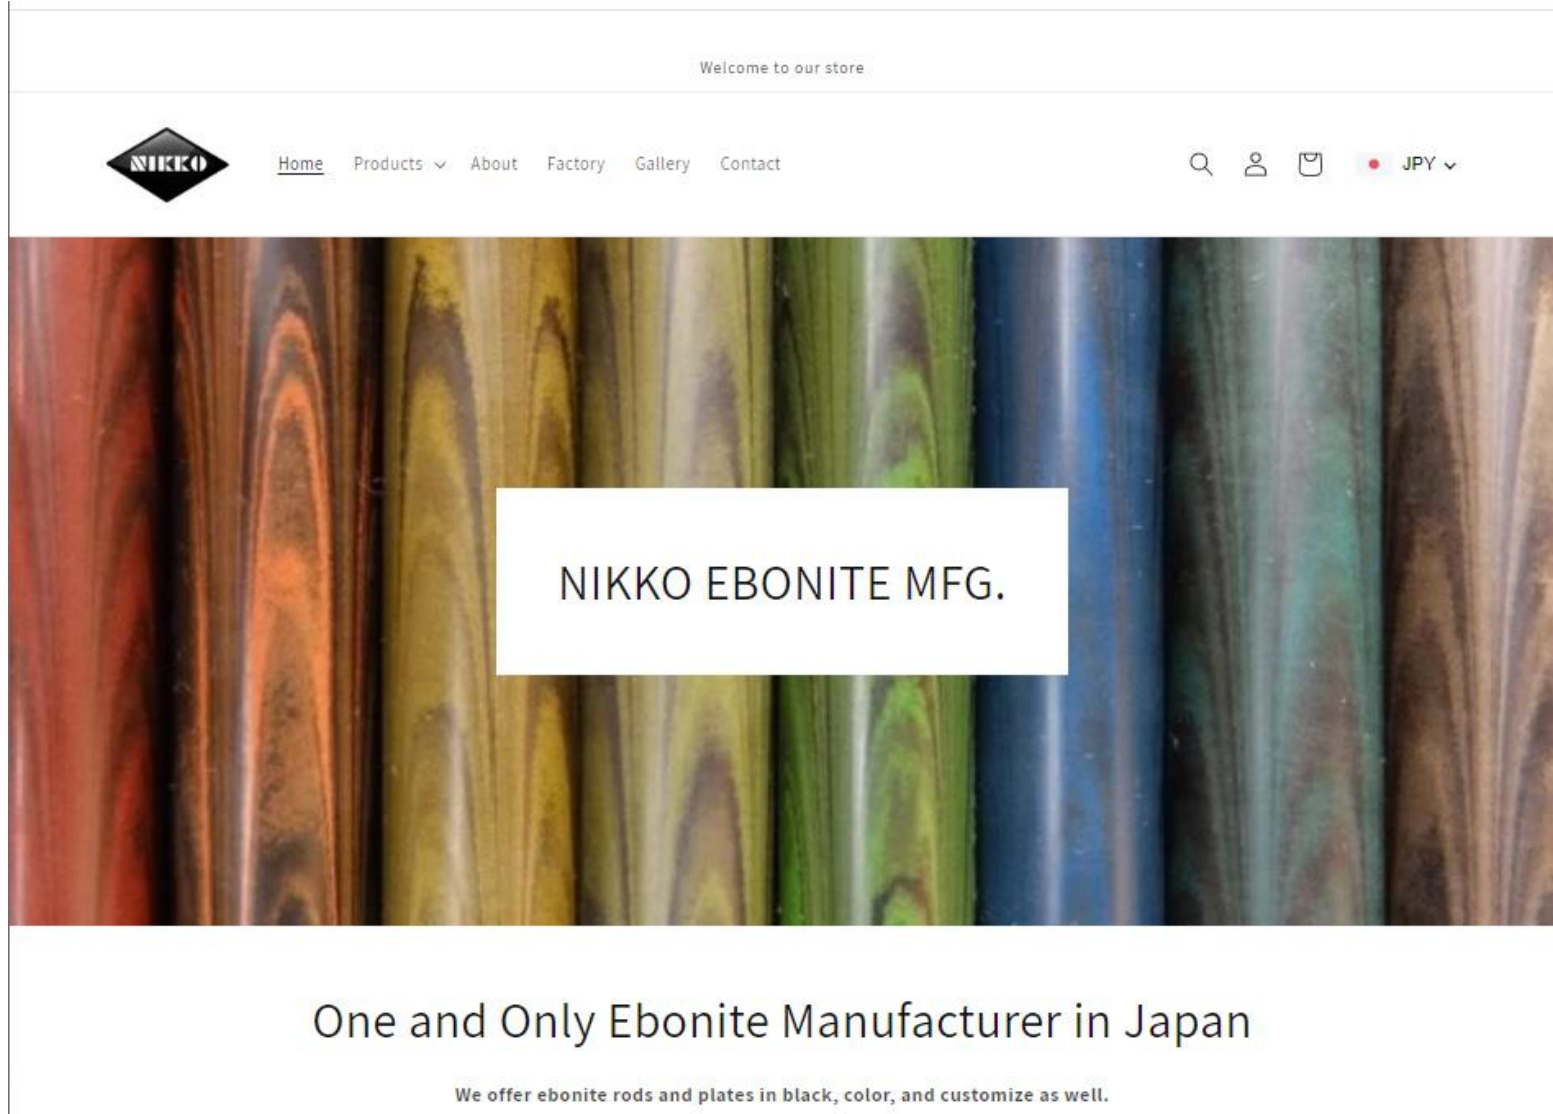 Welcome to our store
NIKKO
Home Products About Factory Gallery Contact
JPY
NIKKO EBONITE MFG.
One and Only Ebonite Manufacturer in Japan
We offer ebonite rods and plates in black, color, and customize as well.